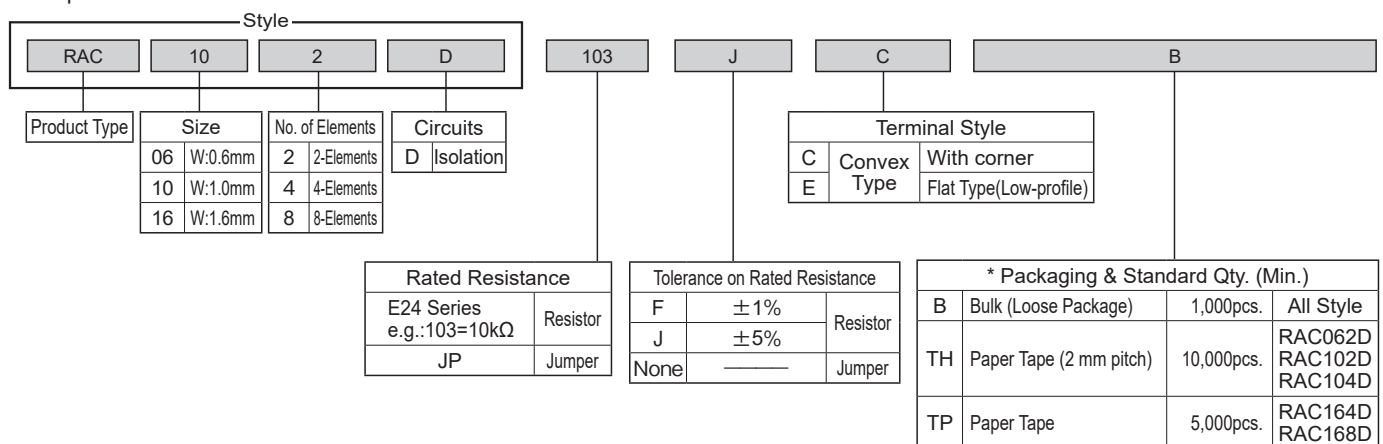 Style
RAC 10 2 D 103 J C B
Product Type
Size
06 W:0.6mm
10 W:1.0mm
16 W:1.6mm
No. of Elements
2 2-Elements
4 4-Elements
8 8-Elements
Circuits
D Isolation
Terminal Style
C Convex Type With corner
E Flat Type(Low-profile)
Rated Resistance
E24 Series
e.g.:103=10kΩ
Resistor
JP Jumper
Tolerance on Rated Resistance
F ±1% Resistor
J ±5%
None ——— Jumper
* Packaging & Standard Qty. (Min.)
B Bulk (Loose Package) 1,000pcs. All Style
TH Paper Tape (2 mm pitch) 10,000pcs. RAC062D
RAC102D
RAC104D
TP Paper Tape 5,000pcs. RAC164D
RAC168D